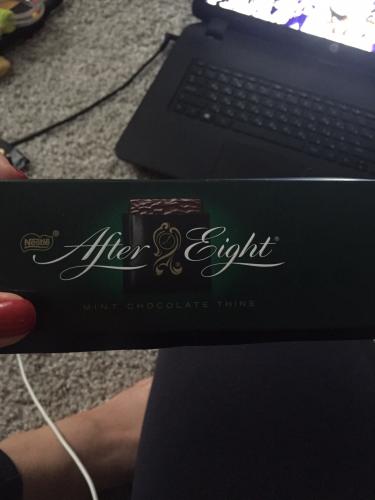 Nestlé
After Eight
MINT CHOCOLATE THINS